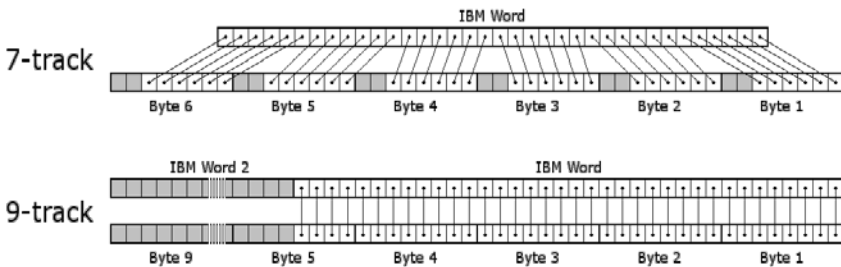 IBM Word
7-track
Byte 6 Byte 5 Byte 4 Byte 3 Byte 2 Byte 1
IBM Word 2 IBM Word
9-track
Byte 9 Byte 5 Byte 4 Byte 3 Byte 2 Byte 1